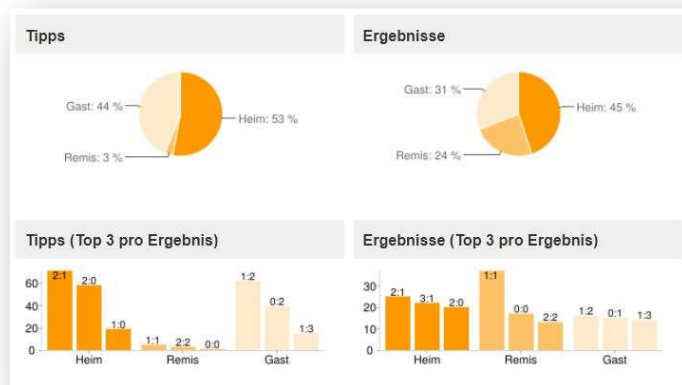 Tipps
Gast: 44 %
Heim: 53 %
Remis: 3 %
Ergebnisse
Gast: 31 %
Heim: 45 %
Remis: 24 %
Tipps (Top 3 pro Ergebnis)
60
40
20
0
2:1
2:0
1:0
1:1
2:2
0:0
1:2
0:2
1:3
Heim
Remis
Gast
Ergebnisse (Top 3 pro Ergebnis)
30
20
10
0
2:1
3:1
2:0
1:1
0:0
2:2
1:2
0:1
1:3
Heim
Remis
Gast